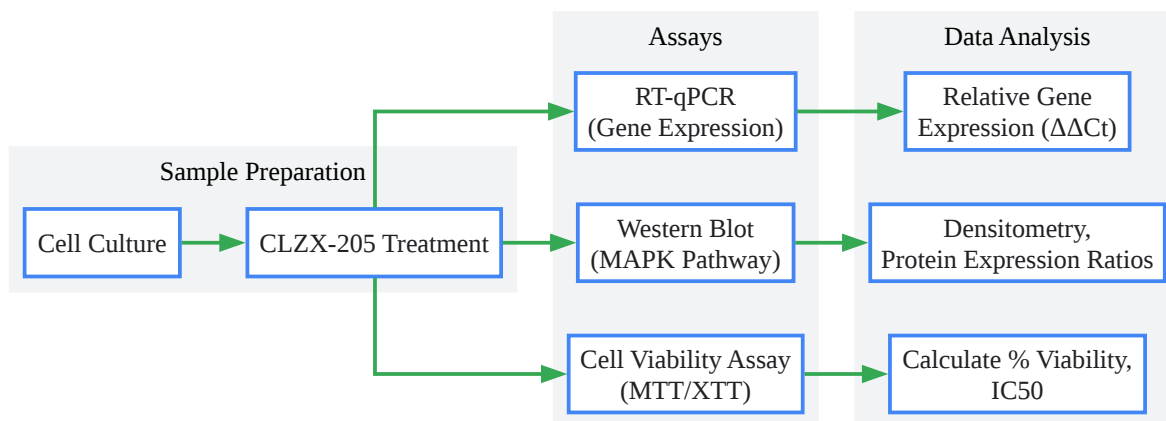 Sample Preparation
Cell Culture
CLZX-205 Treatment
Assays
RT-qPCR
(Gene Expression)
Western Blot
(MAPK Pathway)
Cell Viability Assay
(MTT/XTT)
Data Analysis
Relative Gene
Expression (ΔΔCt)
Densitometry,
Protein Expression Ratios
Calculate % Viability,
IC50